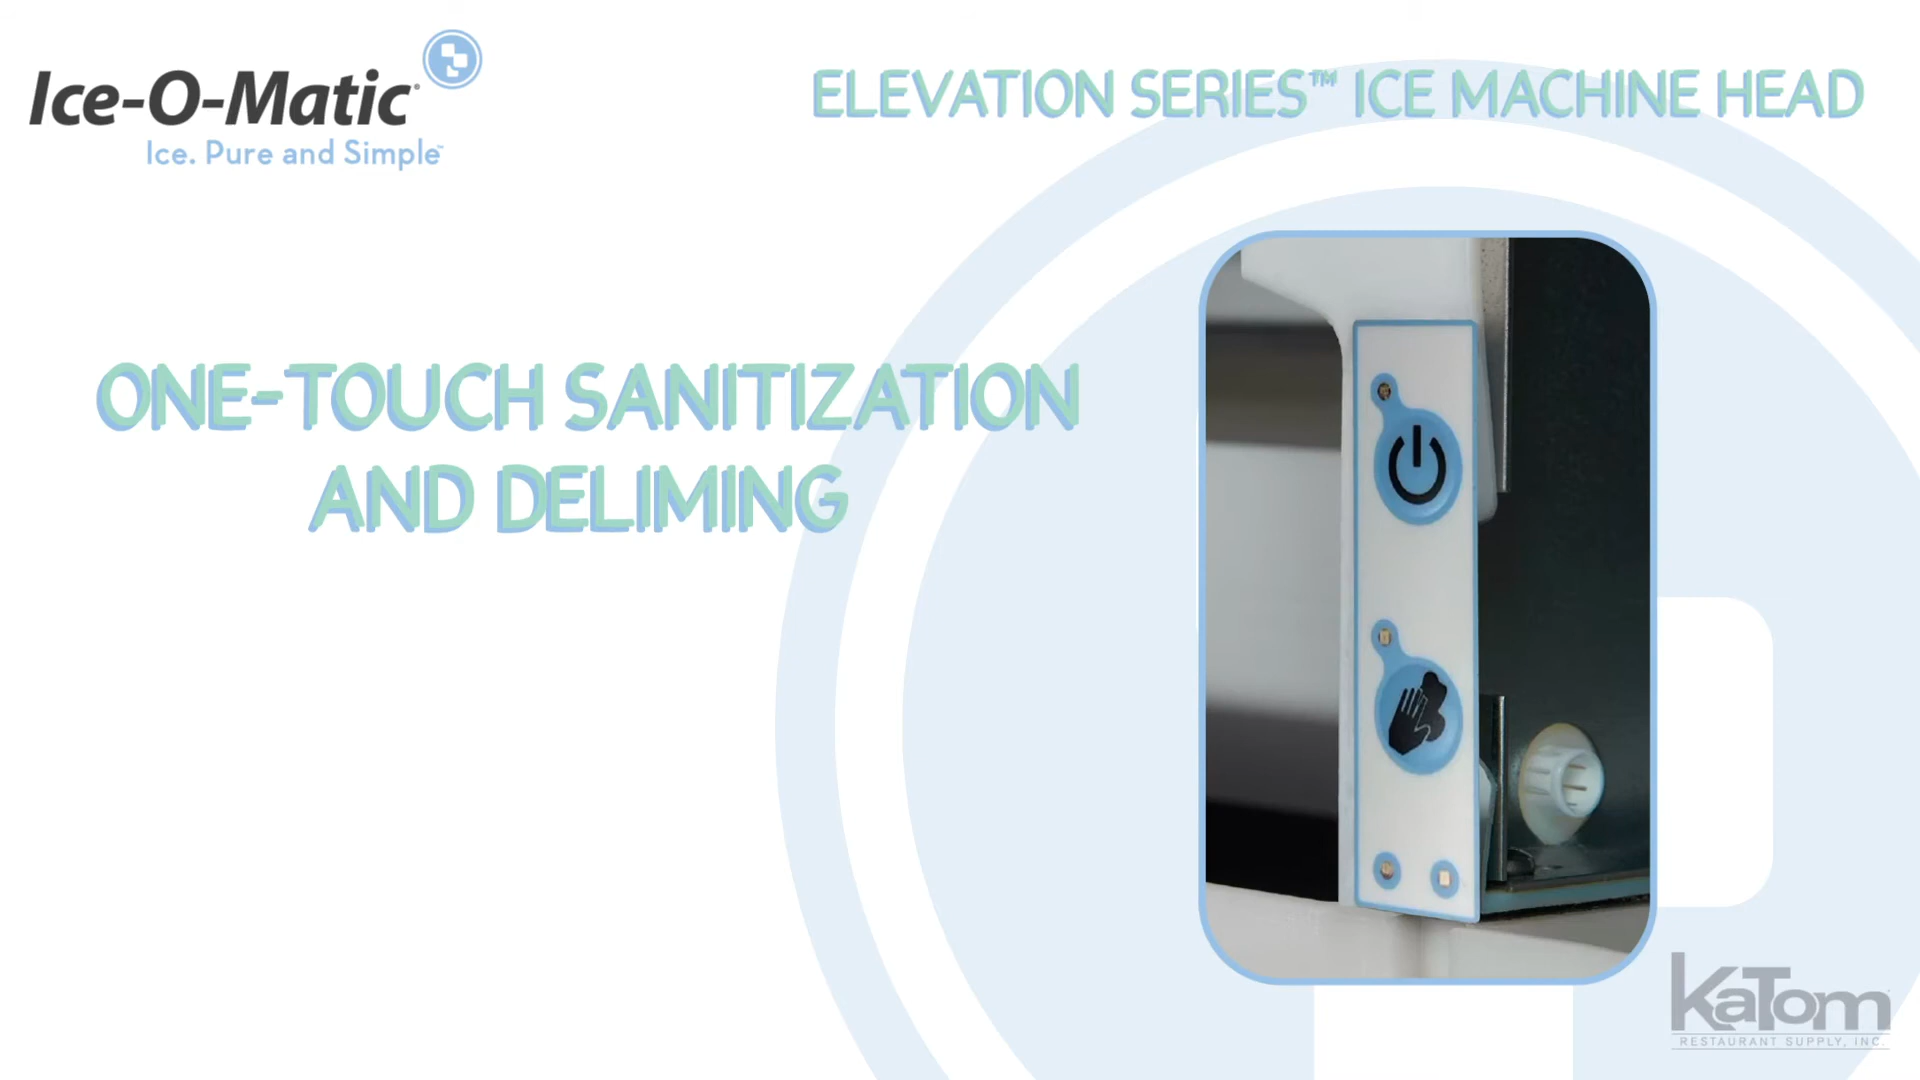 Ice-O-Matic®
Ice. Pure and Simple™
ELEVATION SERIES™ ICE MACHINE HEAD
ONE-TOUCH SANITIZATION
AND DELIMING
KaTom
RESTAURANT SUPPLY, INC.